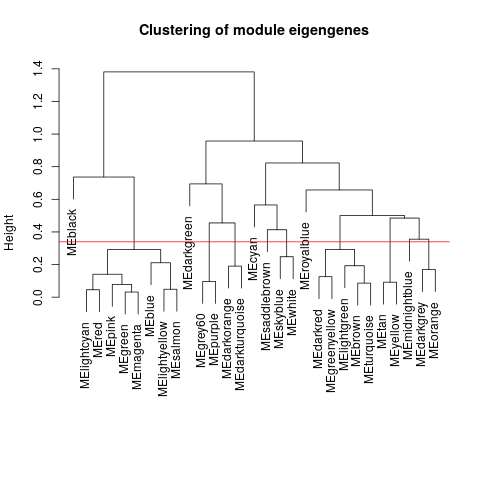 Clustering of module eigengenes
Height
1.4
1.2
1.0
0.8
0.6
0.4
0.2
0.0
MEblack
MElightcyan
MEred
MEpink
MEgreen
MEmagenta
MEblue
MElightyellow
MEsalmon
MEdarkgreen
MEgrey60
MEpurple
MEdarkorange
MEdarkturquoise
MEcyan
MEsaddlebrown
MEskyblue
MEwhite
MEroyalblue
MEdarkred
MEgreenyellow
MElightgreen
MEbrown
MEturquoise
MEtan
MEyellow
MEmidnightblue
MEdarkgrey
MEorange